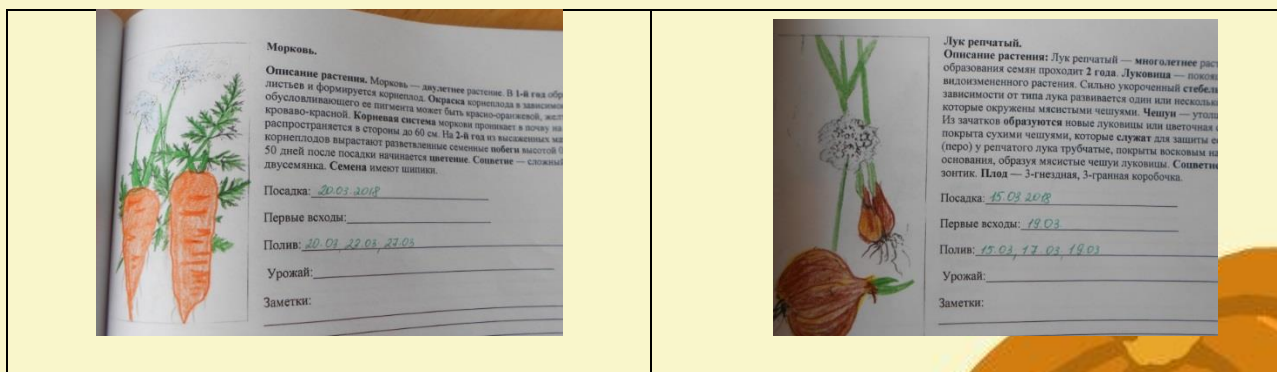 Морковь.
Описание растения. Морковь — двулетнее растение. В 1-й год
листьев и формируется корнеплод. Окраска корнеплода в
обусловливающего ее пигмента может быть красно-оранжевой,
кроваво-красной. Корневая система моркови проникает в почву на
распространяется в стороны до 60 см. На 2-й год из высаженных
корнеплодов вырастают разветвленные семенные побеги высотой
50 дней после посадки начинается цветение. Соцветие — сложный
двусемянка. Семена имеют шипики.
Посадка: 20.03.2018
Первые всходы:
Полив: 20.03, 22.03, 27.03
Урожай:
Заметки:
Лук репчатый.
Описание растения: Лук репчатый — многолетнее
образования семян проходит 2 года. Луковица —
видоизмененного растения. Сильно укороченный
зависимости от типа лука развивается один или
которые окружены мясистыми чешуями. Чешуи —
Из зачатков образуются новые луковицы или цветочная
покрыта сухими чешуями, которые служат для защиты
(перо) у репчатого лука трубчатые, покрыты восковым
основания, образуя мясистые чешуи луковицы. Соцветие
зонтик. Плод — 3-гнездная, 3-гранная коробочка.
Посадка: 15.03.2018
Первые всходы: 19.03
Полив: 15.03, 17.03, 19.03
Урожай:
Заметки: